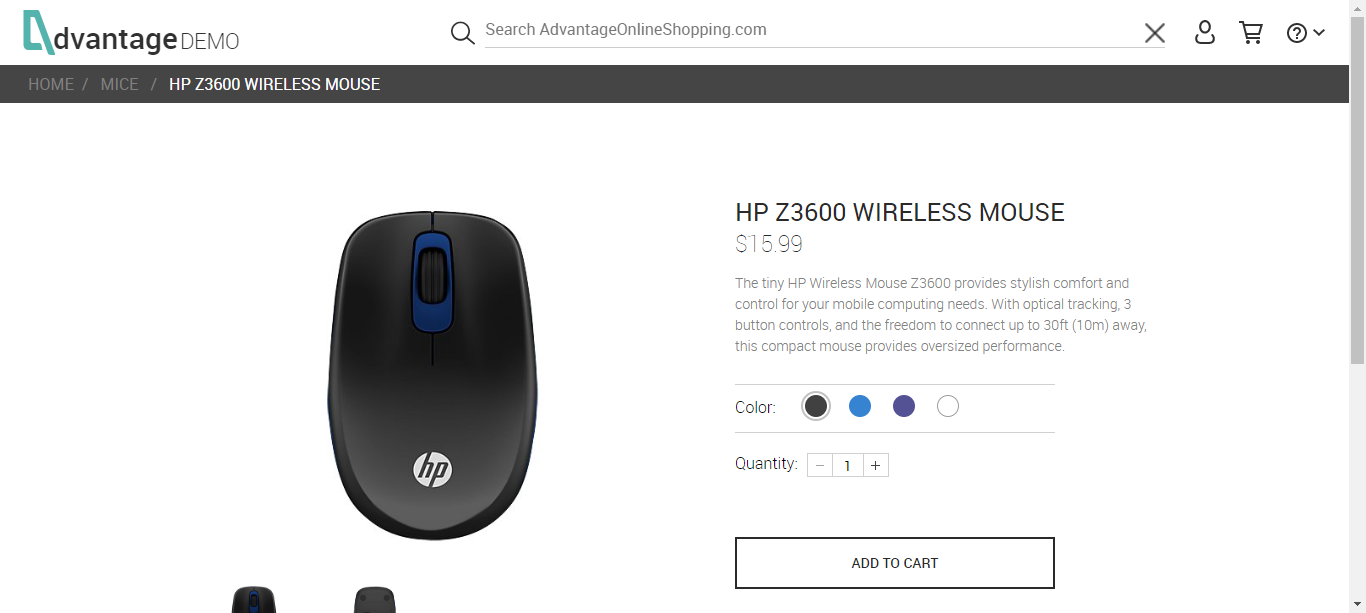 Advantage DEMO
Search AdvantageOnlineShopping.com
HOME / MICE / HP Z3600 WIRELESS MOUSE
HP Z3600 WIRELESS MOUSE
$15.99
The tiny HP Wireless Mouse Z3600 provides stylish comfort and
control for your mobile computing needs. With optical tracking, 3
button controls, and the freedom to connect up to 30ft (10m) away,
this compact mouse provides oversized performance.
Color:
Quantity: − 1 +
hp
ADD TO CART